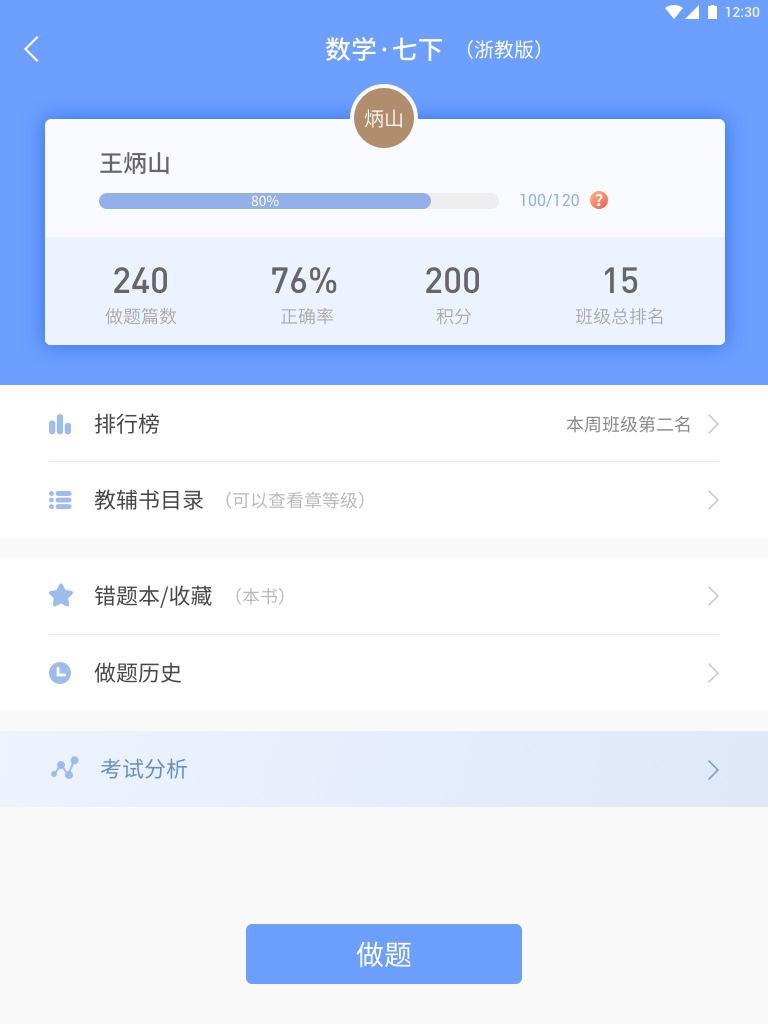 12:30
数学·七下 （浙教版）
炳山
王炳山
80% 100/120 ?
240 76% 200 15
做题篇数 正确率 积分 班级总排名
排行榜 本周班级第二名
教辅书目录 （可以查看章等级）
错题本/收藏 （本书）
做题历史
考试分析
做题